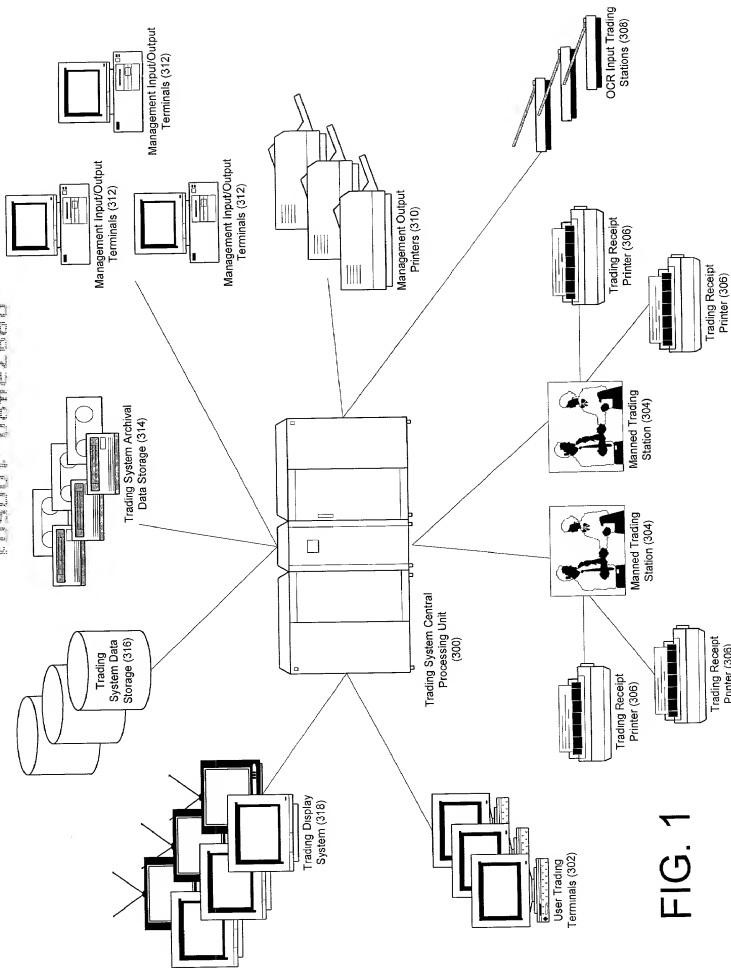 Management Input/Output
Terminals (312)
Management Input/Output
Terminals (312)
Management Input/Output
Terminals (312)
Trading System Archival
Data Storage (314)
Trading
System Data
Storage (316)
Management Output
Printers (310)
OCR Input Trading
Stations (308)
Trading System Central
Processing Unit
(300)
Trading Display
System (318)
Trading Receipt
Printer (306)
Trading Receipt
Printer (306)
Manned Trading
Station (304)
Manned Trading
Station (304)
User Trading
Terminals (302)
Trading Receipt
Printer (306)
Trading Receipt
Printer (306)
FIG. 1